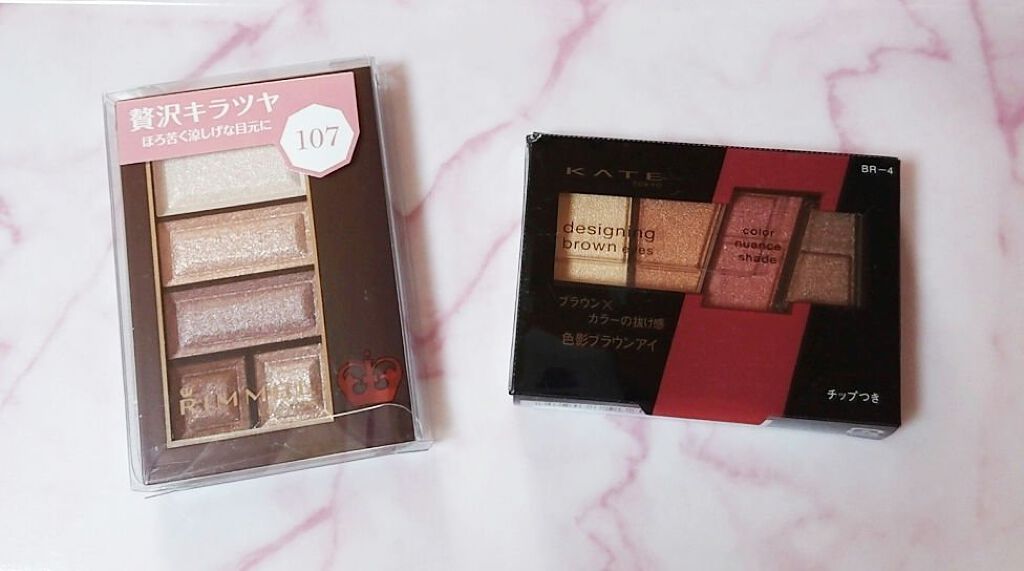 贅沢キラツヤ
ほろ苦く涼しげな目元に
107
RIMMEL
KATE
TOKYO
BR-4
designing
brown eyes
color
nuance
shade
ブラウン×
カラーの抜け感
色影ブラウンアイ
チップつき